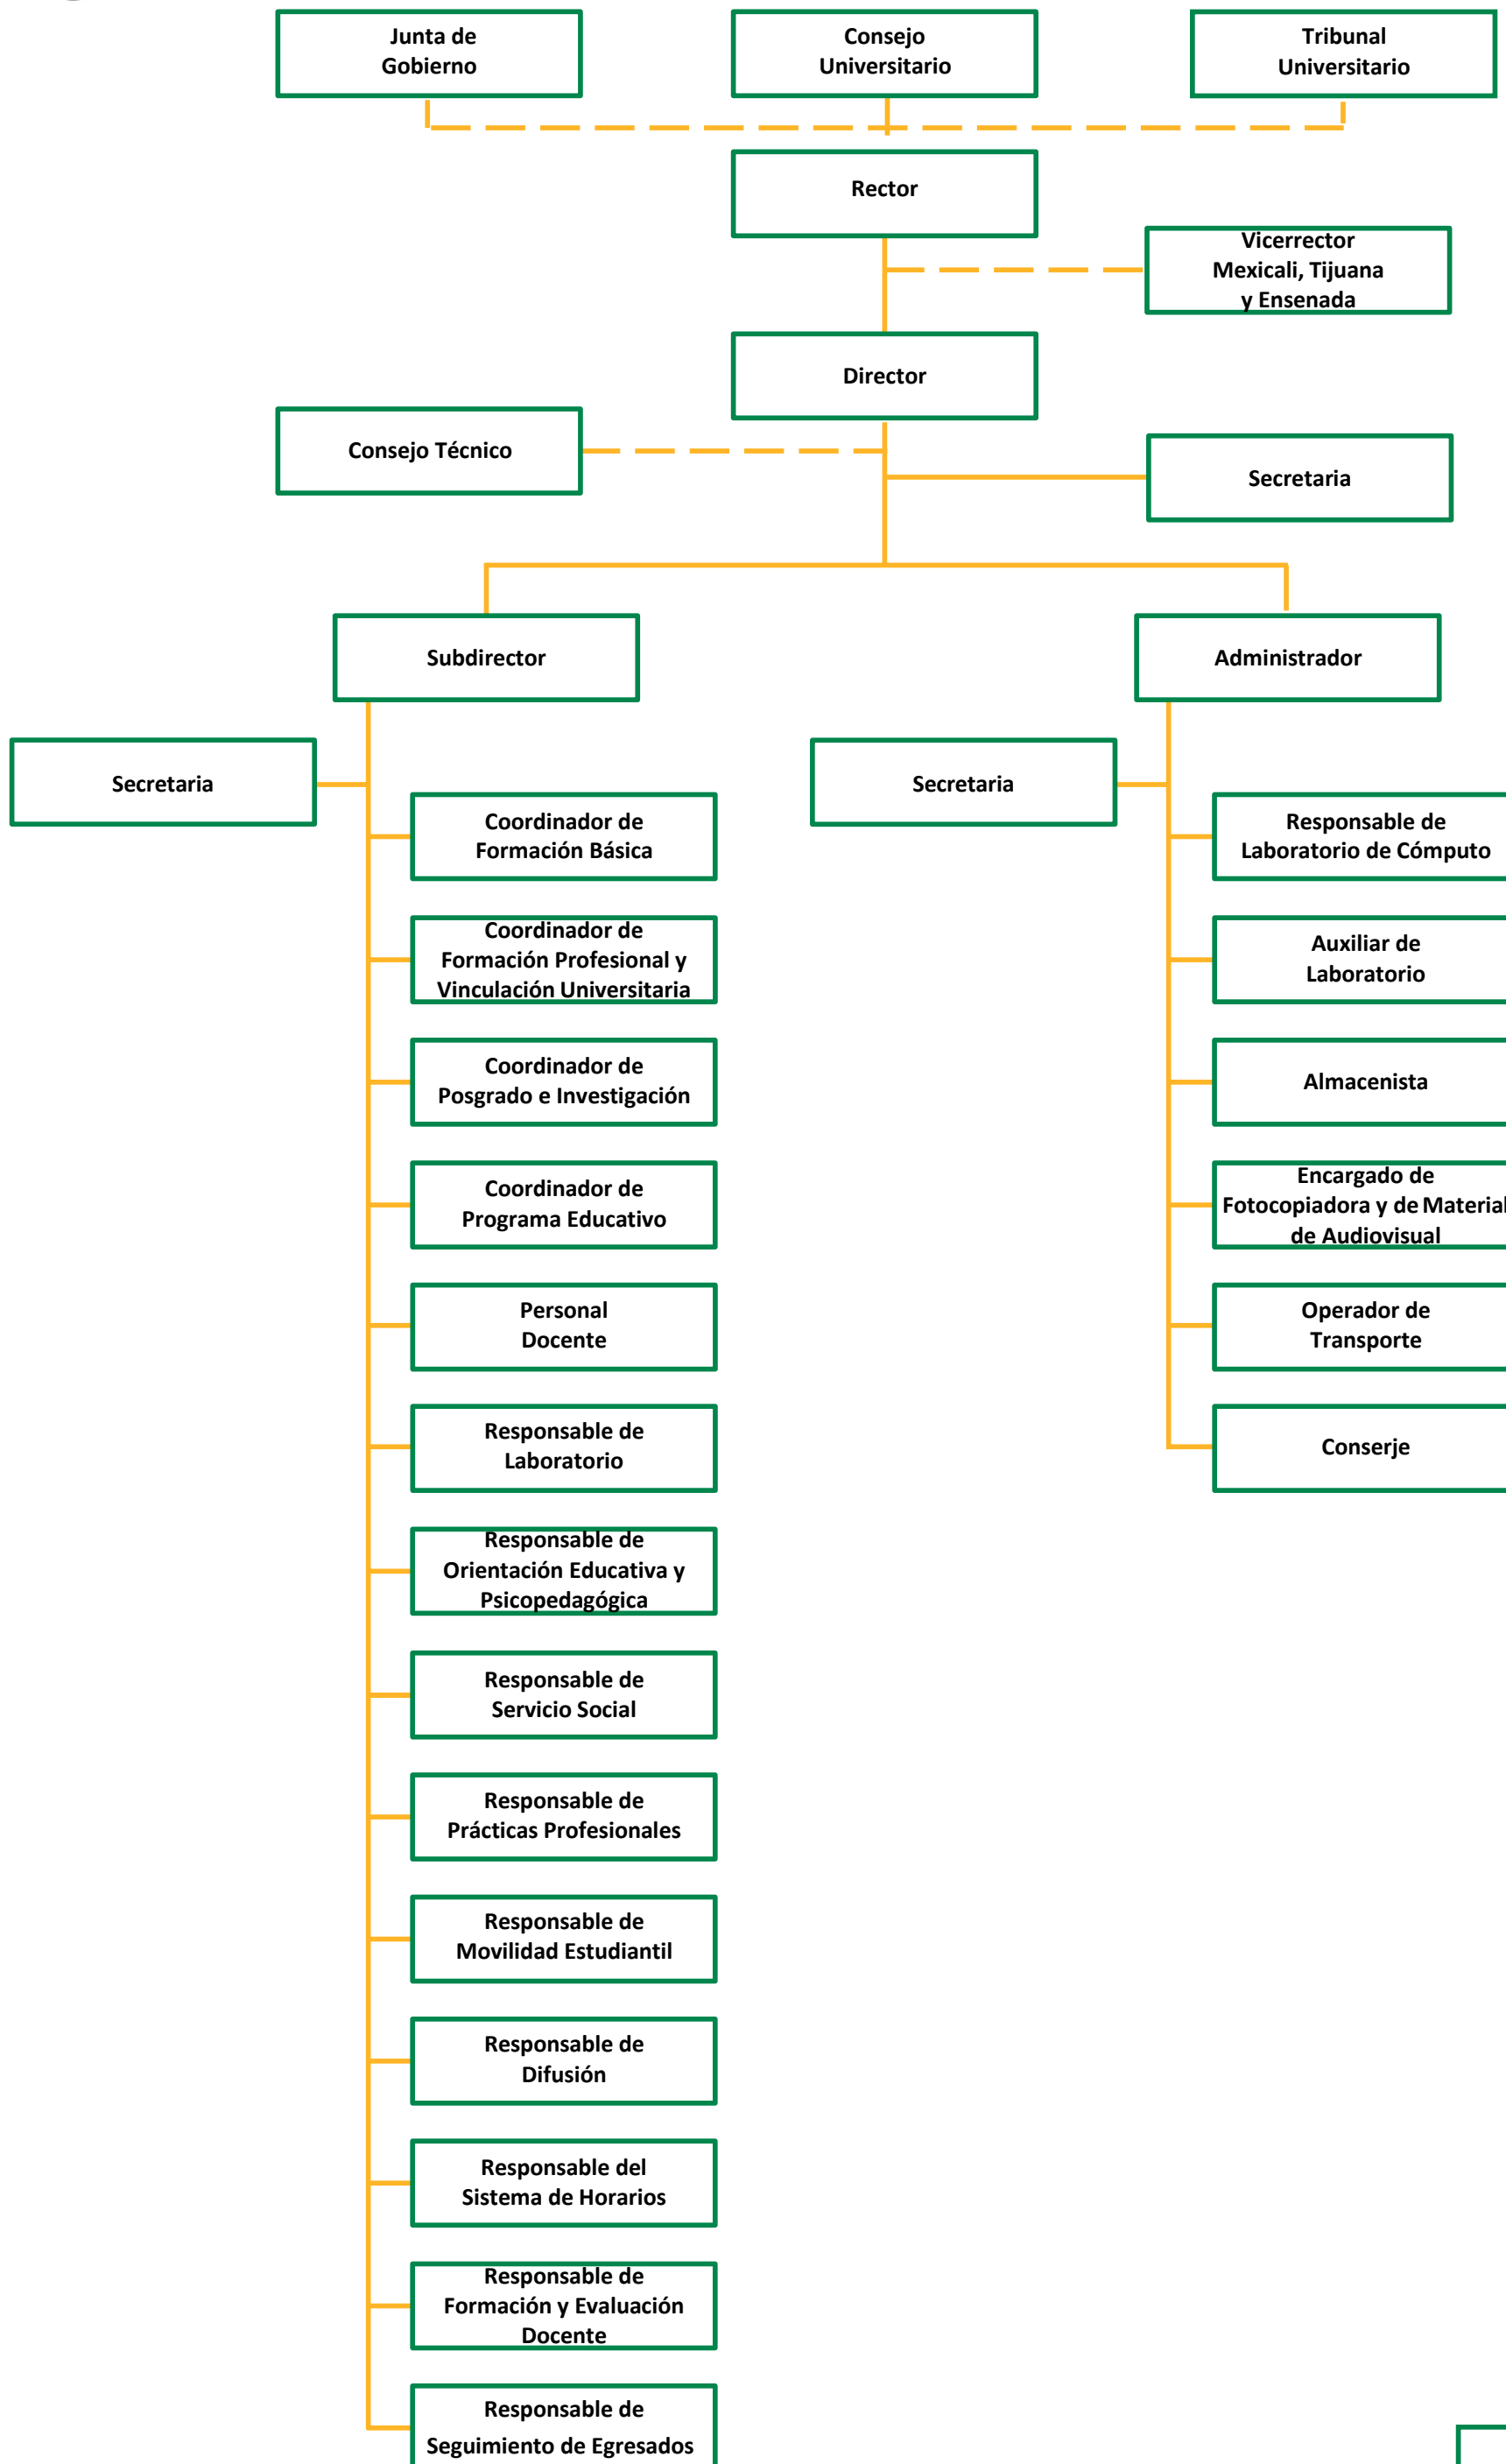 Junta de
Gobierno
Consejo
Universitario
Tribunal
Universitario
Rector
Vicerrector
Mexicali, Tijuana
y Ensenada
Director
Consejo Técnico
Secretaria
Subdirector
Administrador
Secretaria
Secretaria
Coordinador de
Formación Básica
Coordinador de
Formación Profesional y
Vinculación Universitaria
Coordinador de
Posgrado e Investigación
Coordinador de
Programa Educativo
Personal
Docente
Responsable de
Laboratorio
Responsable de
Orientación Educativa y
Psicopedagógica
Responsable de
Servicio Social
Responsable de
Prácticas Profesionales
Responsable de
Movilidad Estudiantil
Responsable de
Difusión
Responsable del
Sistema de Horarios
Responsable de
Formación y Evaluación
Docente
Responsable de
Seguimiento de Egresados
Responsable de
Laboratorio de Cómputo
Auxiliar de
Laboratorio
Almacenista
Encargado de
Fotocopiadora y de Material
de Audiovisual
Operador de
Transporte
Conserje